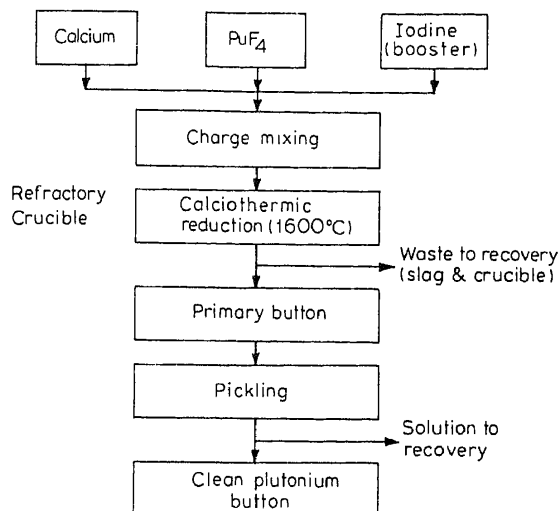 Calcium
PuF4
Iodine
(booster)
Charge mixing
Refractory
Crucible
Calciothermic
reduction (1600°C)
Waste to recovery
(slag & crucible)
Primary button
Pickling
Solution to
recovery
Clean plutonium
button